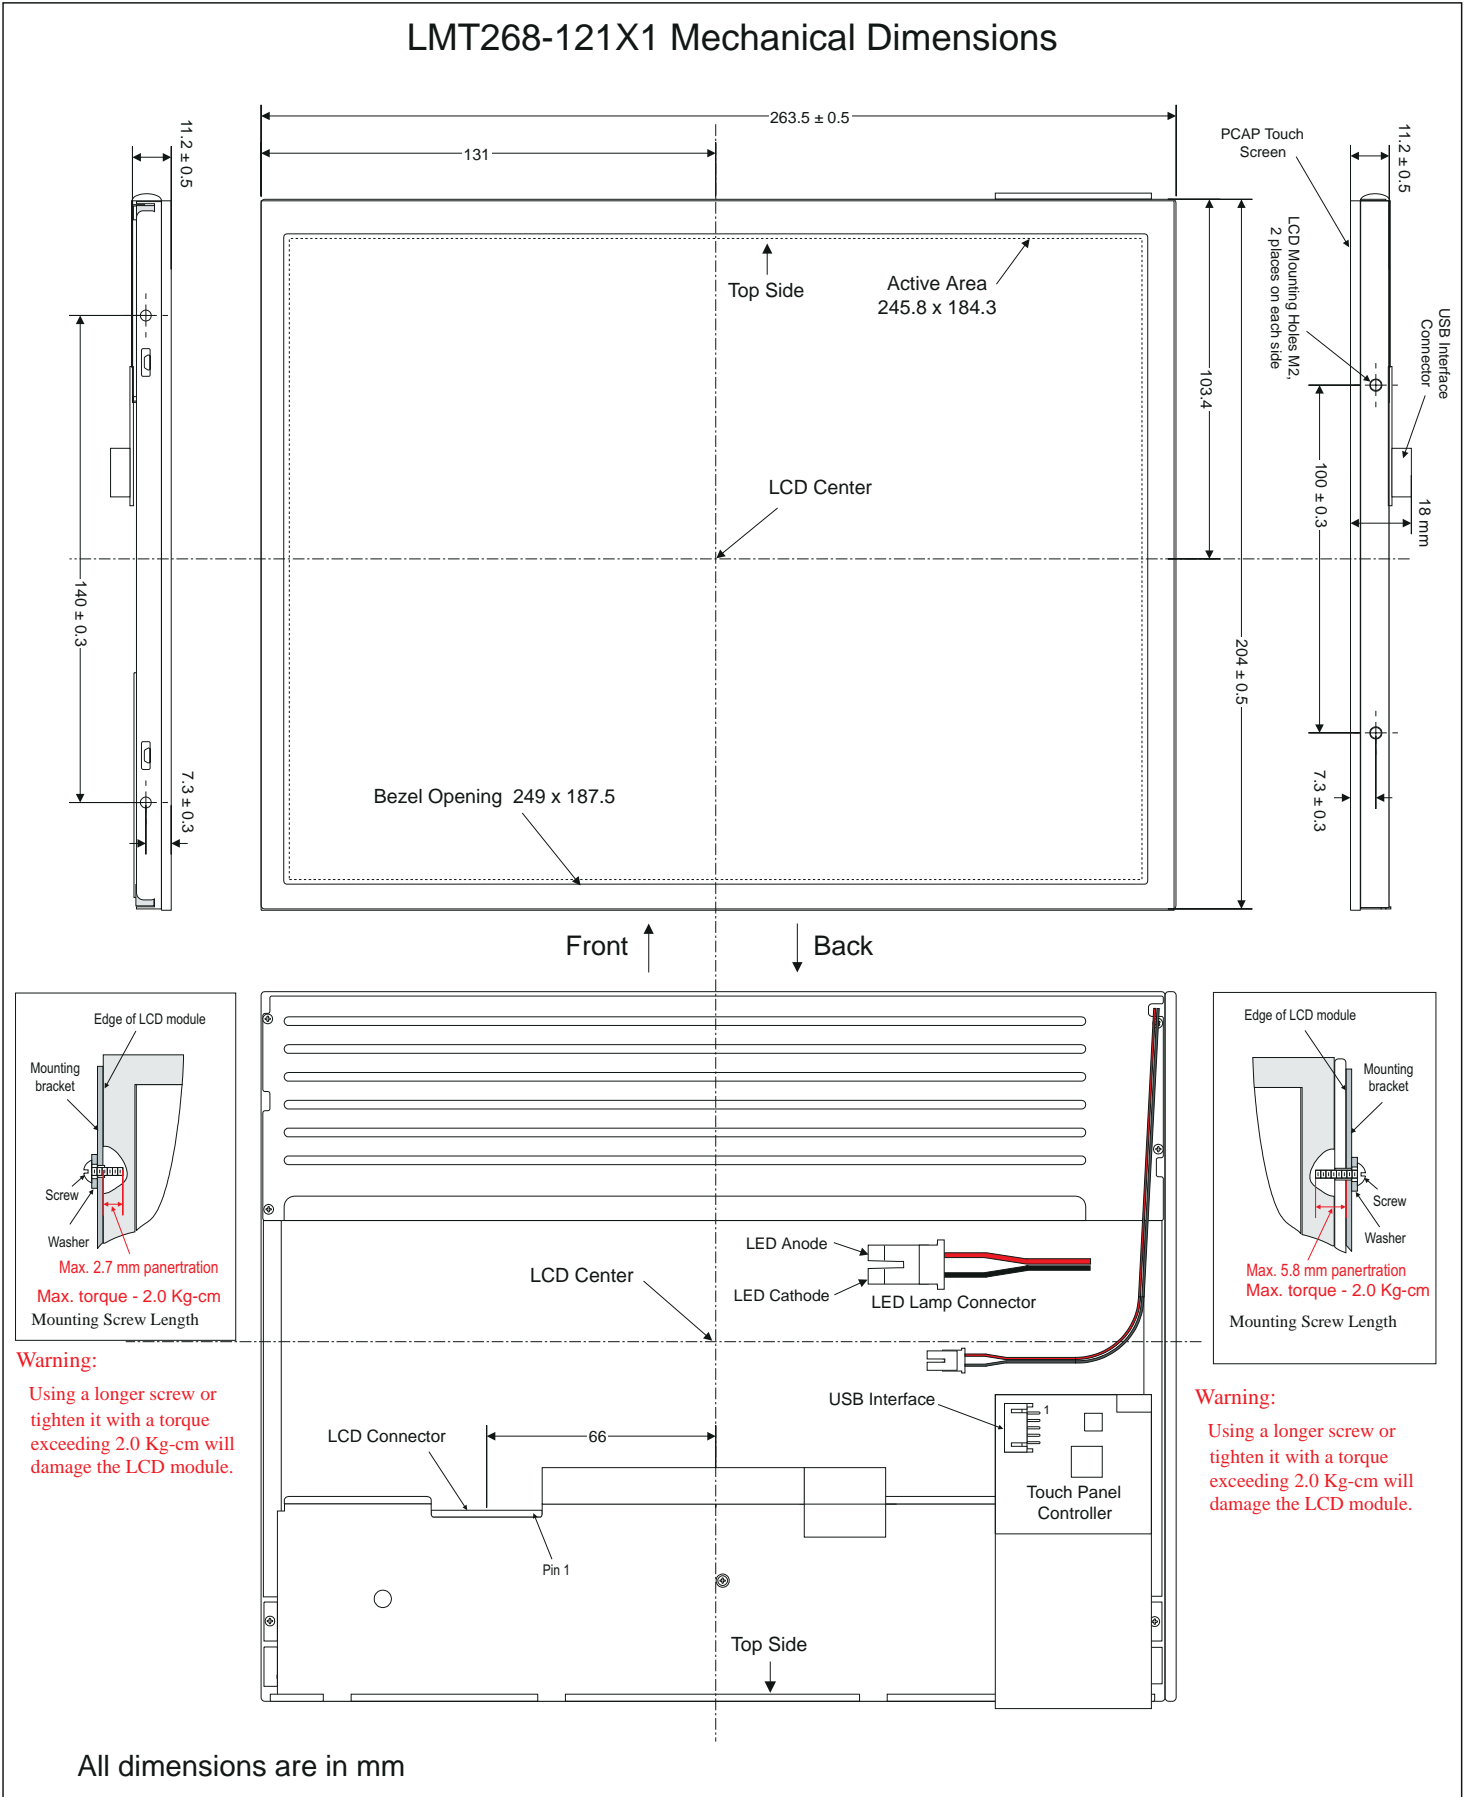 LMT268-121X1 Mechanical Dimensions
263.5 ± 0.5
131
11.2 ± 0.5
PCAP Touch
Screen
11.2 ± 0.5
LCD Mounting Holes M2,
2 places on each side
USB Interface
Connector
Top Side
Active Area
245.8 x 184.3
103.4
LCD Center
100 ± 0.3
18 mm
140 ± 0.3
204 ± 0.5
7.3 ± 0.3
7.3 ± 0.3
Bezel Opening 249 x 187.5
Front
Back
Edge of LCD module
Mounting
bracket
Screw
Washer
Max. 2.7 mm panertration
Max. torque - 2.0 Kg-cm
Mounting Screw Length
Warning:
Using a longer screw or
tighten it with a torque
exceeding 2.0 Kg-cm will
damage the LCD module.
Edge of LCD module
Mounting
bracket
Screw
Washer
Max. 5.8 mm panertration
Max. torque - 2.0 Kg-cm
Mounting Screw Length
Warning:
Using a longer screw or
tighten it with a torque
exceeding 2.0 Kg-cm will
damage the LCD module.
LED Anode
LED Cathode
LED Lamp Connector
LCD Center
USB Interface
1
LCD Connector
66
Touch Panel
Controller
Pin 1
Top Side
All dimensions are in mm